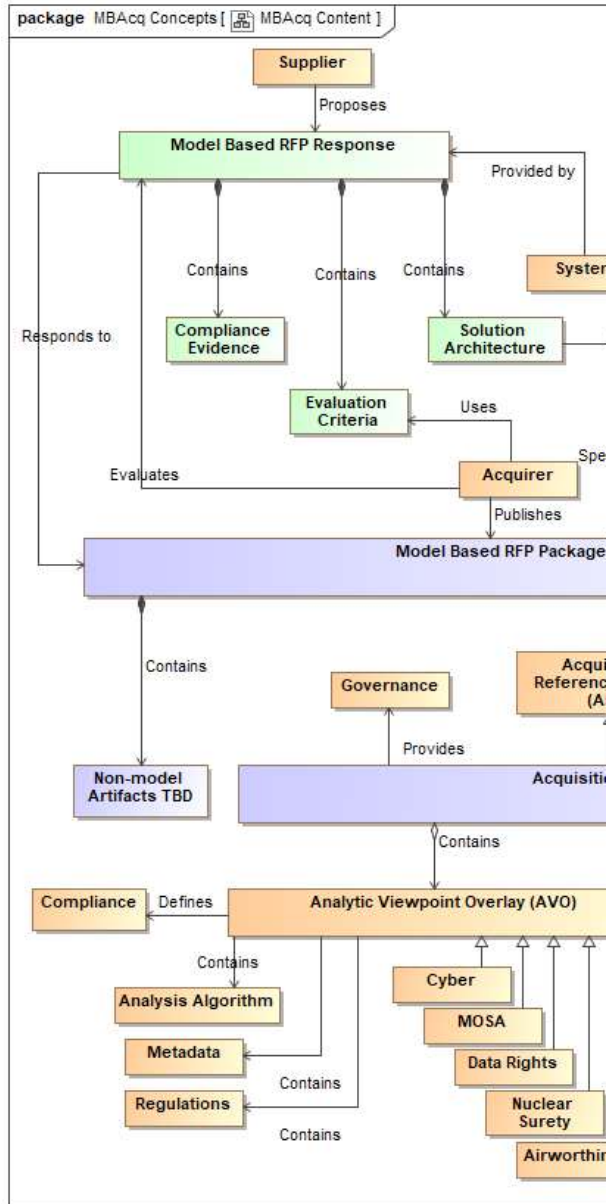 package MBAcq Concepts [ MBAcq Content ]
Supplier
Proposes
Model Based RFP Response
Provided by
Contains
Contains
Contains
Responds to
Compliance
Evidence
Solution
Architecture
Evaluation
Criteria
Uses
Evaluates
Acquirer
Publishes
Model Based RFP Package
Contains
Governance
Provides
Non-model
Artifacts TBD
Contains
Compliance
Defines
Analytic Viewpoint Overlay (AVO)
Contains
Analysis Algorithm
Cyber
MOSA
Metadata
Data Rights
Contains
Regulations
Nuclear
Surety
Contains